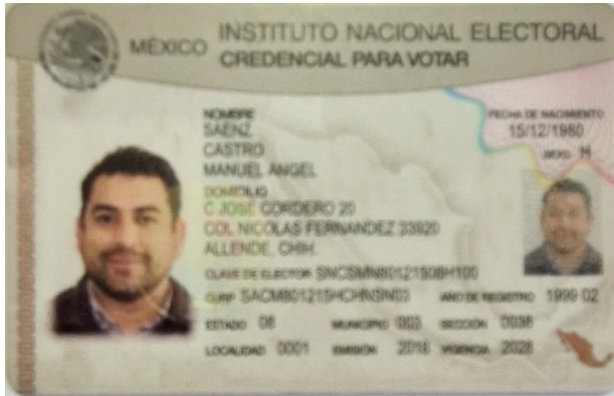 MÉXICO INSTITUTO NACIONAL ELECTORAL
CREDENCIAL PARA VOTAR
NOMBRE
SAENZ
CASTRO
MANUEL ANGEL
FECHA DE NACIMIENTO
15/12/1980
SEXO H
DOMICILIO
C JOSE CORDERO 20
COL NICOLAS FERNANDEZ 33920
ALLENDE, CHIH.
CLAVE DE ELECTOR SNCSMN80121508H100
CURP SACM801215HCHNSN03 AÑO DE REGISTRO 1999 02
ESTADO 08 MUNICIPIO 003 SECCIÓN 0036
LOCALIDAD 0001 EMISIÓN 2018 VIGENCIA 2028